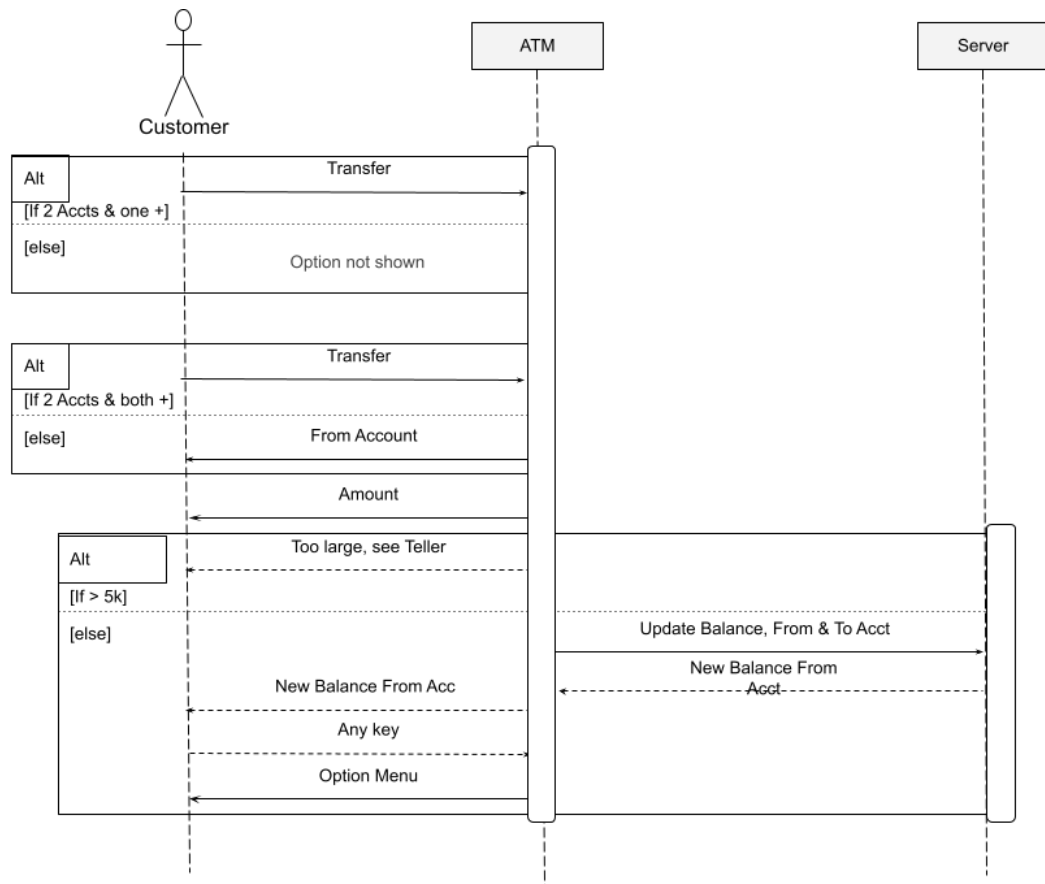 ATM
Server
Customer
Transfer
Alt
[If 2 Accts & one +]
[else]
Option not shown
Transfer
Alt
[If 2 Accts & both +]
From Account
[else]
Amount
Too large, see Teller
Alt
[If > 5k]
Update Balance, From & To Acct
[else]
New Balance From
Acct
New Balance From Acc
Any key
Option Menu